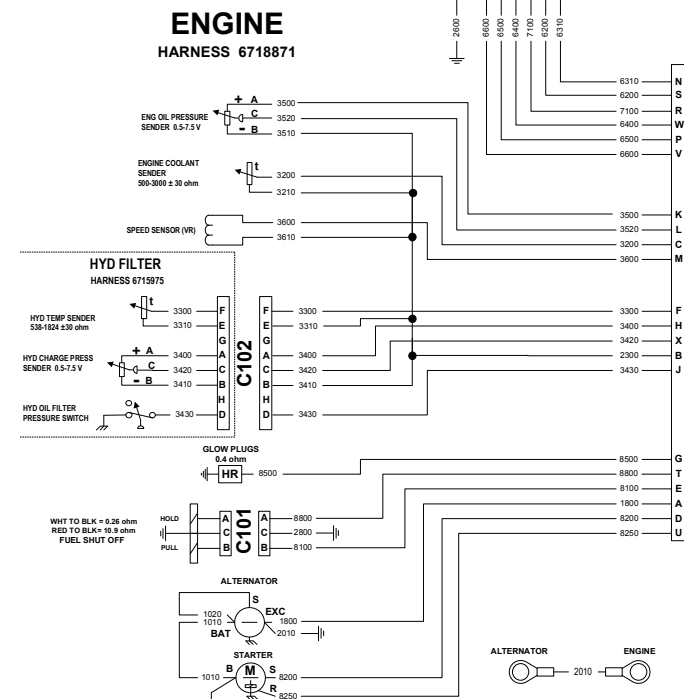 ENGINE
HARNESS 6718871
2600
6600
6500
6400
7100
6200
6310
6310 N
6200 S
7100 R
6400 W
6500 P
6600 V
ENG OIL PRESSURE
SENDER 0.5-7.5 V
+ A 3500
C 3520
- B 3510
ENGINE COOLANT
SENDER
500-3000 ± 30 ohm
t 3200
3210
SPEED SENSOR (VR)
3600
3610
3500 K
3520 L
3200 C
3600 M
HYD FILTER
HARNESS 6715975
HYD TEMP SENDER
538-1824 ±30 ohm
t 3300 F
3310 E
G
HYD CHARGE PRESS
SENDER 0.5-7.5 V
+ A 3400 A
C 3420 C
- B 3410 B
H
HYD OIL FILTER
PRESSURE SWITCH
3430 D
C102
F 3300
E 3310
G
A 3400
C 3420
B 3410
H
D 3430
3300 F
3400 H
3420 X
2300 B
3430 J
GLOW PLUGS
0.4 ohm
HR 8500
WHT TO BLK = 0.26 ohm
RED TO BLK= 10.9 ohm
FUEL SHUT OFF
HOLD
PULL
A
C
B
C101
A 8800
C 2800
B 8100
8500 G
8800 T
8100 E
1800 A
8200 D
8250 U
ALTERNATOR
S
1020
1010
BAT
EXC
1800
2010
STARTER
1010 B M S 8200
R 8250
ALTERNATOR ENGINE
2010